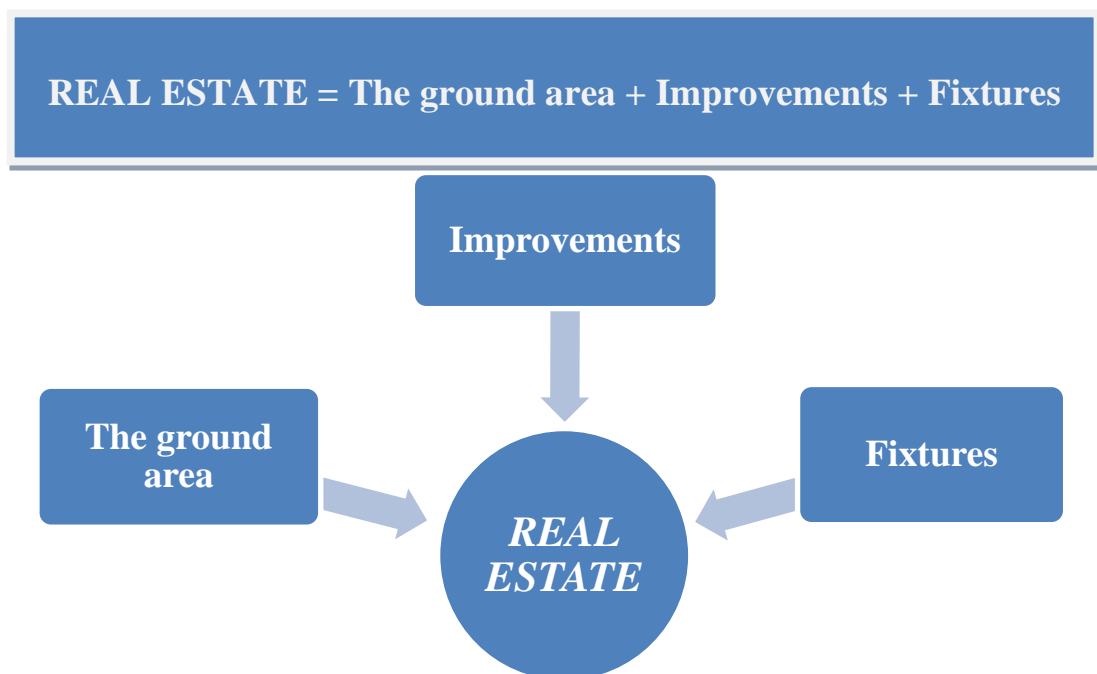 REAL ESTATE = The ground area + Improvements + Fixtures
Improvements
The ground
area
Fixtures
REAL
ESTATE